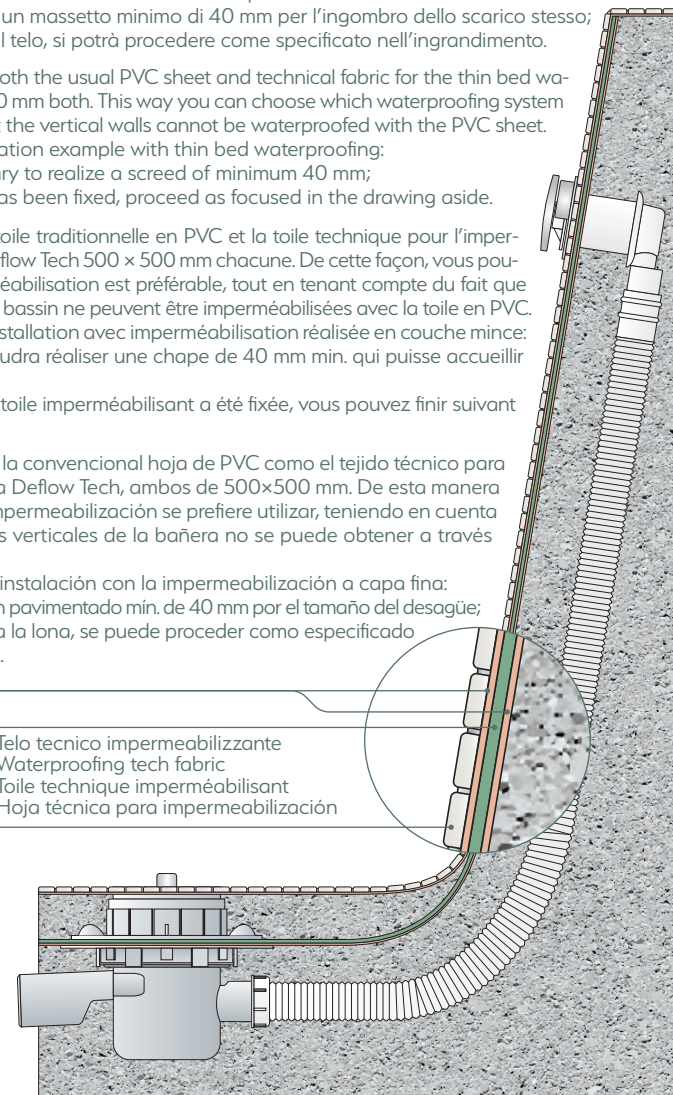 un massetto minimo di 40 mm per l'ingombro dello scarico stesso;
l telo, si potrà procedere come specificato nell'ingrandimento.
oth the usual PVC sheet and technical fabric for the thin bed wa-
0 mm both. This way you can choose which waterproofing system
t the vertical walls cannot be waterproofed with the PVC sheet.
ation example with thin bed waterproofing:
ry to realize a screed of minimum 40 mm;
as been fixed, proceed as focused in the drawing aside.
toile traditionnelle en PVC et la toile technique pour l'imper-
flow Tech 500 × 500 mm chacune. De cette façon, vous pou-
éabilisation est préférable, tout en tenant compte du fait que
bassin ne peuvent être imperméabilisées avec la toile en PVC.
nstallation avec imperméabilisation réalisée en couche mince:
oudra réaliser une chape de 40 mm min. qui puisse accueillir
toile imperméabilisant a été fixée, vous pouvez finir suivant
la convencional hoja de PVC como el tejido técnico para
a Deflow Tech, ambos de 500×500 mm. De esta manera
mpermeabilización se prefiere utilizar, teniendo en cuenta
s verticales de la bañera no se puede obtener a través
instalación con la impermeabilización a capa fina:
n pavimentado mín. de 40 mm por el tamaño del desagüe;
a la lona, se puede proceder como especificado
.
Telo tecnico impermeabilizzante
Waterproofing tech fabric
Toile technique imperméabilisant
Hoja técnica para impermeabilización